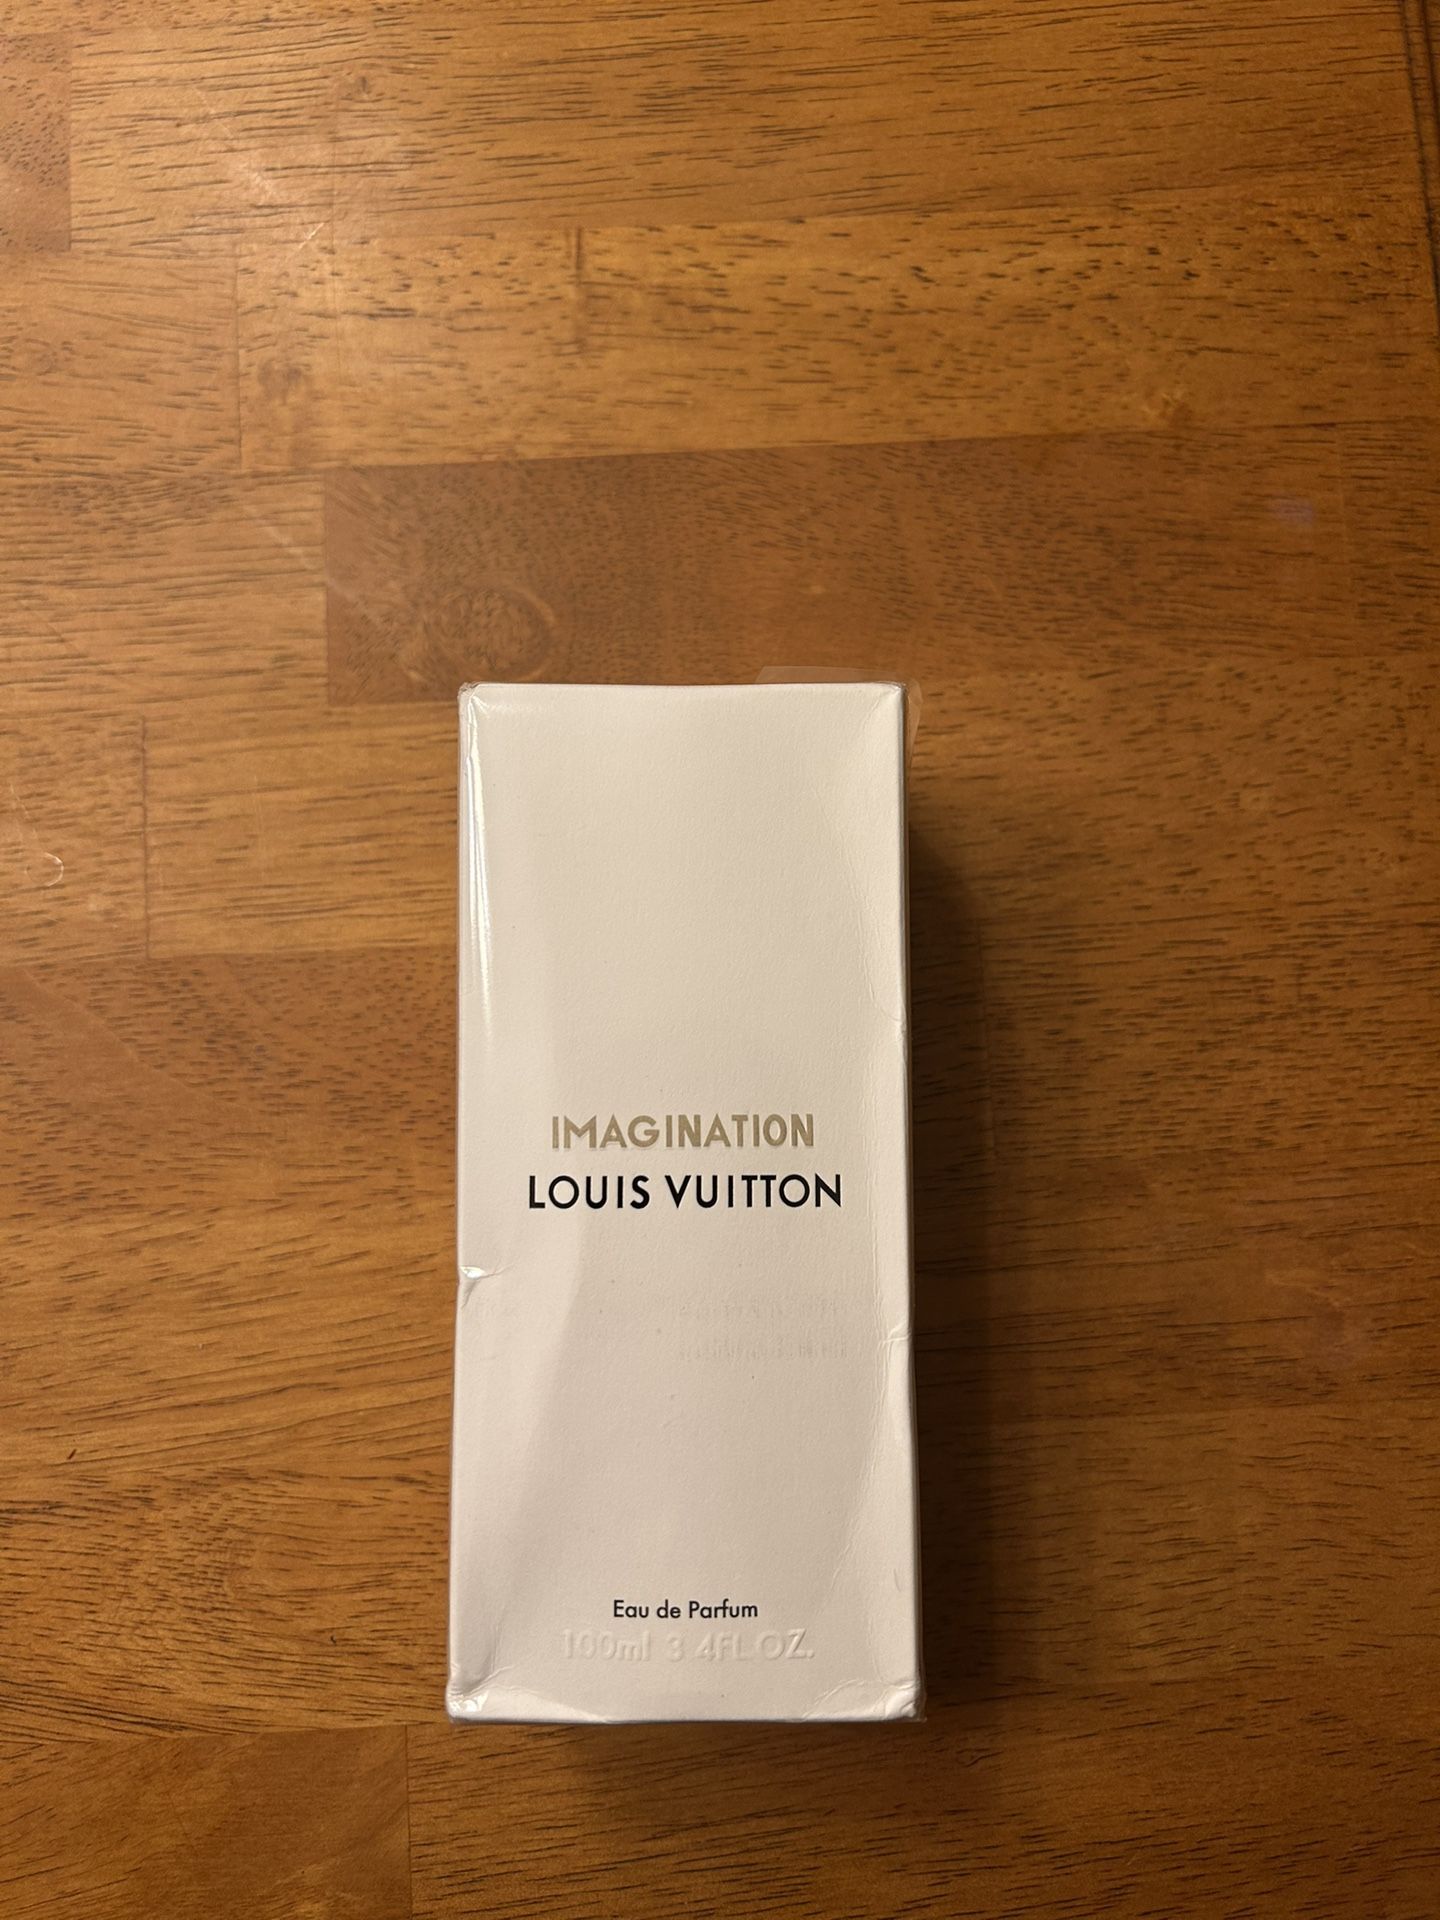 IMAGINATION
LOUIS VUITTON
Eau de Parfum
100ml 3 4FL OZ.